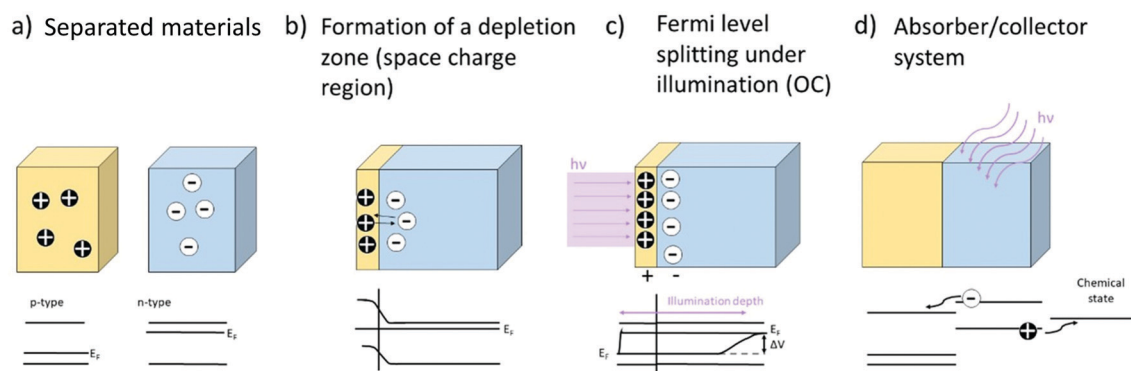 a) Separated materials
b) Formation of a depletion
zone (space charge
region)
c) Fermi level
splitting under
illumination (OC)
d) Absorber/collector
system
+ + + +
- - - -
+ + +
- - -
hν
+ + + +
- - - -
+ -
hν
p-type
n-type
E_F
E_F
E_F
Illumination depth
E_F
E_F
ΔV
-
+
Chemical
state